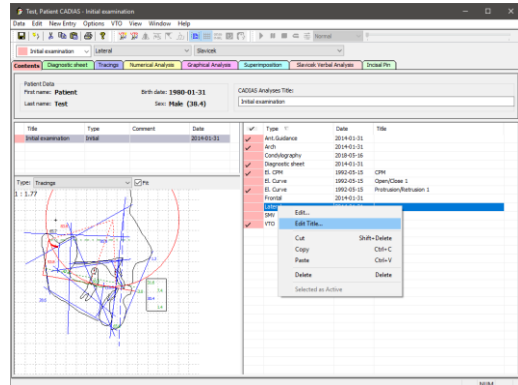 Test, Patient CADIAS - Initial examination
Data Edit New Entry Options VTO View Window Help
Normal
Initial examination Lateral Slavicek
Contents Diagnostic sheet Tracings Numerical Analysis Graphical Analysis Superimposition Slavicek Verbal Analysis Incisal Pin
Patient Data
First name: Patient Birth date: 1980-01-31
Last name: Test Sex: Male (38.4)
CADIAS Analyses Title:
Initial examination
Title Type Comment Date
Initial examination Initial 2014-01-31
Type: Tracings Fit
1 : 1.77
Type Date Title
Ant.Guidance 2014-01-31
Arch 2014-01-31
Condylography 2018-05-16
Diagnostic sheet 2014-01-31
El. CPM 1992-05-15 CPM
El. Curve 1992-05-15 Open/Close 1
El. Curve 1992-05-15 Protrusion/Retrusion 1
Frontal 2014-01-31
SMV
VTO
Edit...
Edit Title...
Cut Shift+Delete
Copy Ctrl+C
Paste Ctrl+V
Delete Delete
Selected as Active
NUM